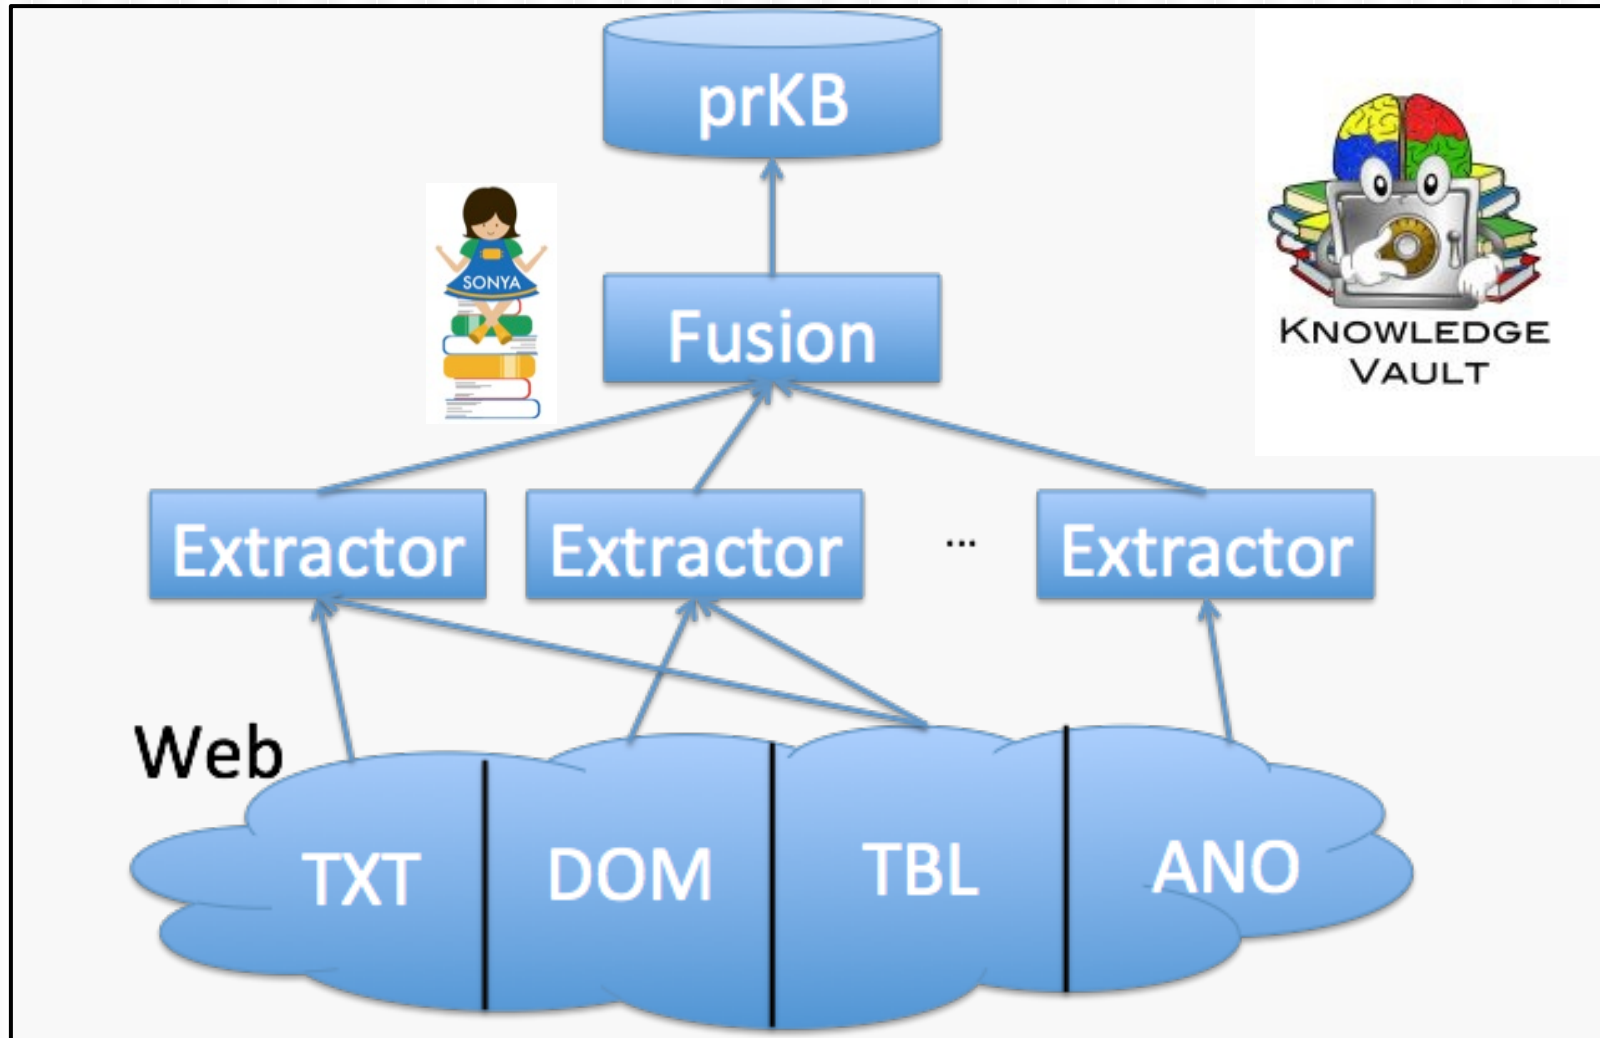 prKB
SONYA
Fusion
KNOWLEDGE
VAULT
Extractor
Extractor
...
Extractor
Web
TXT
DOM
TBL
ANO